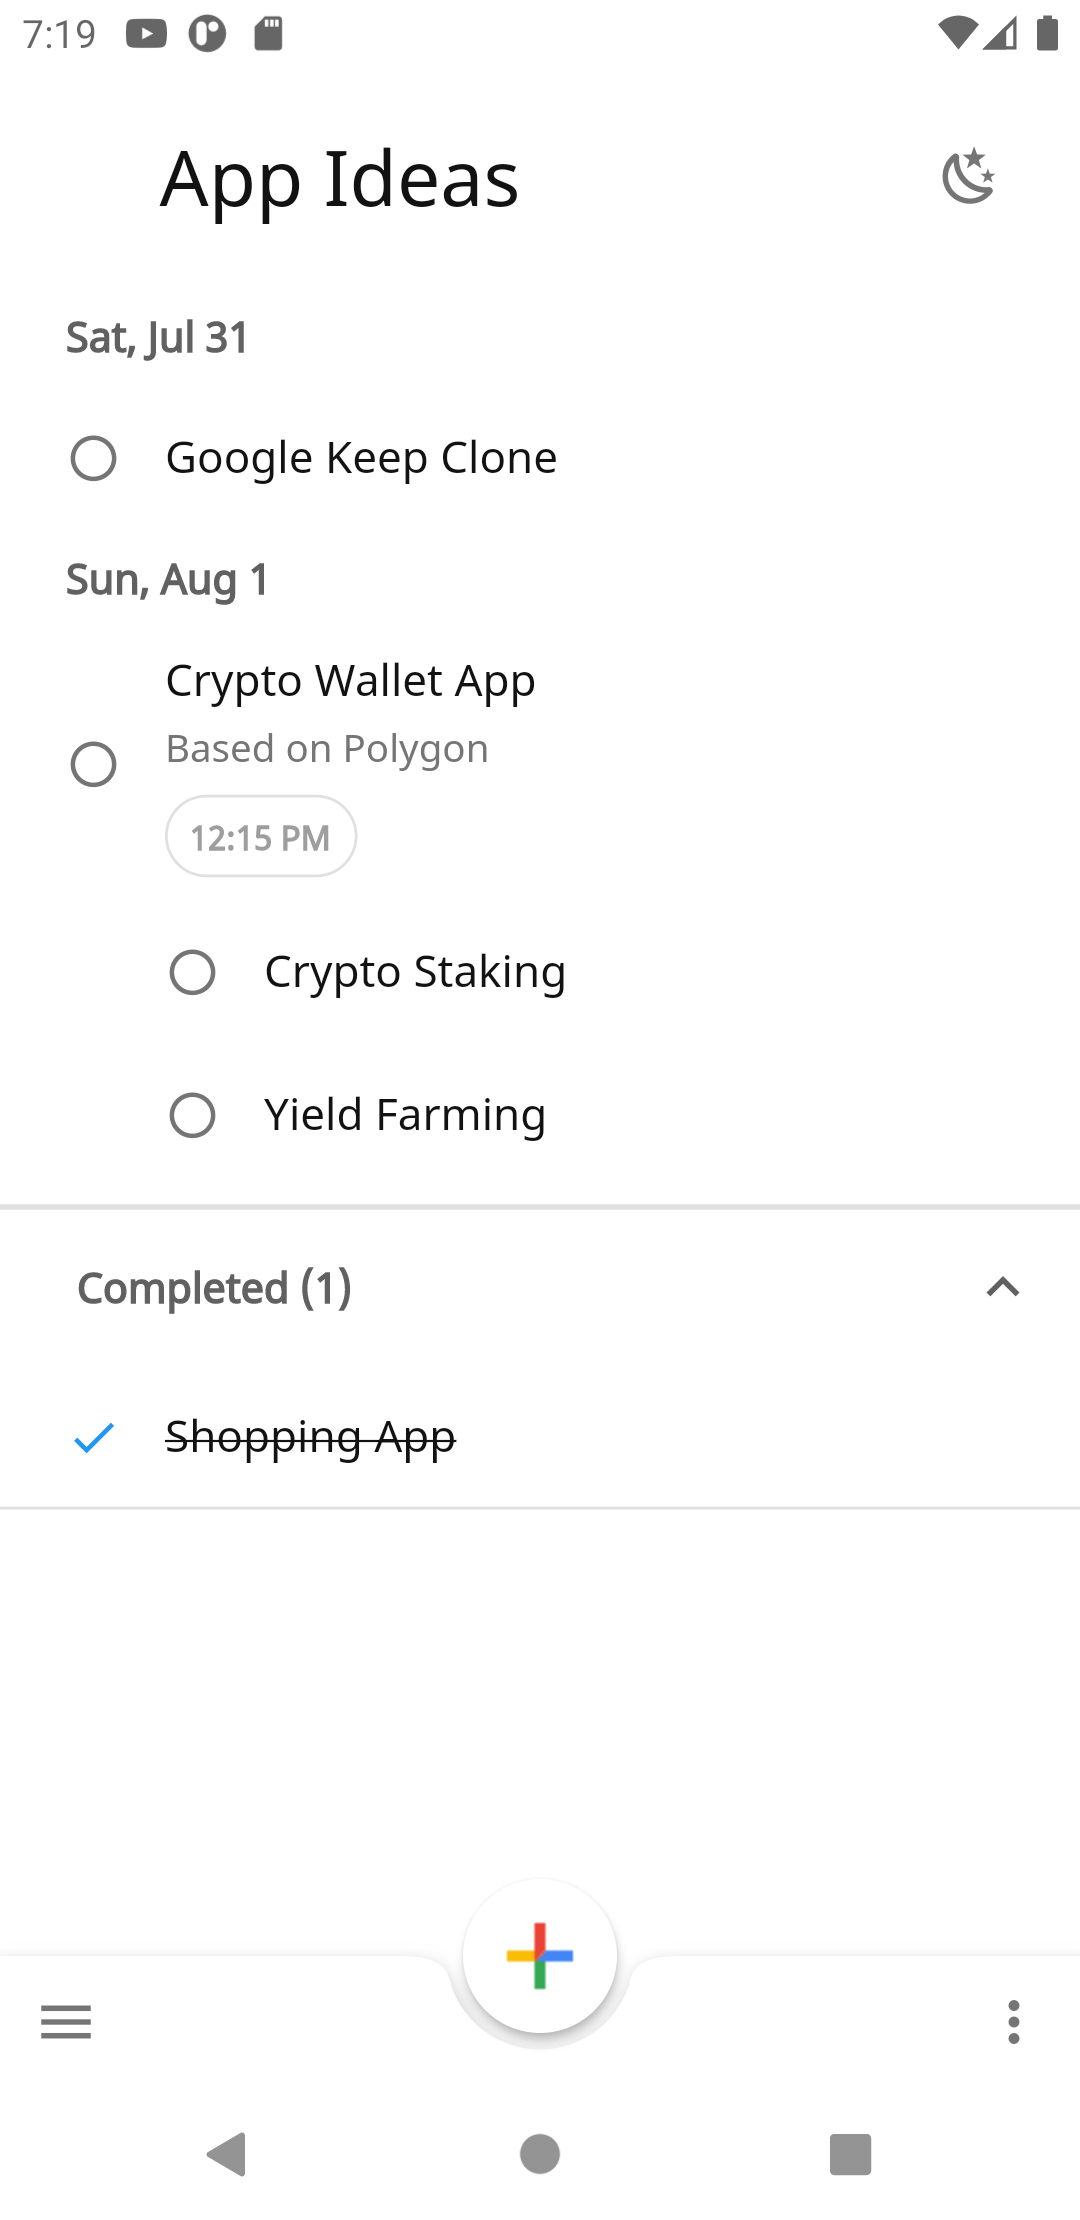 7:19
App Ideas
Sat, Jul 31
Google Keep Clone
Sun, Aug 1
Crypto Wallet App
Based on Polygon
12:15 PM
Crypto Staking
Yield Farming
Completed (1)
Shopping App